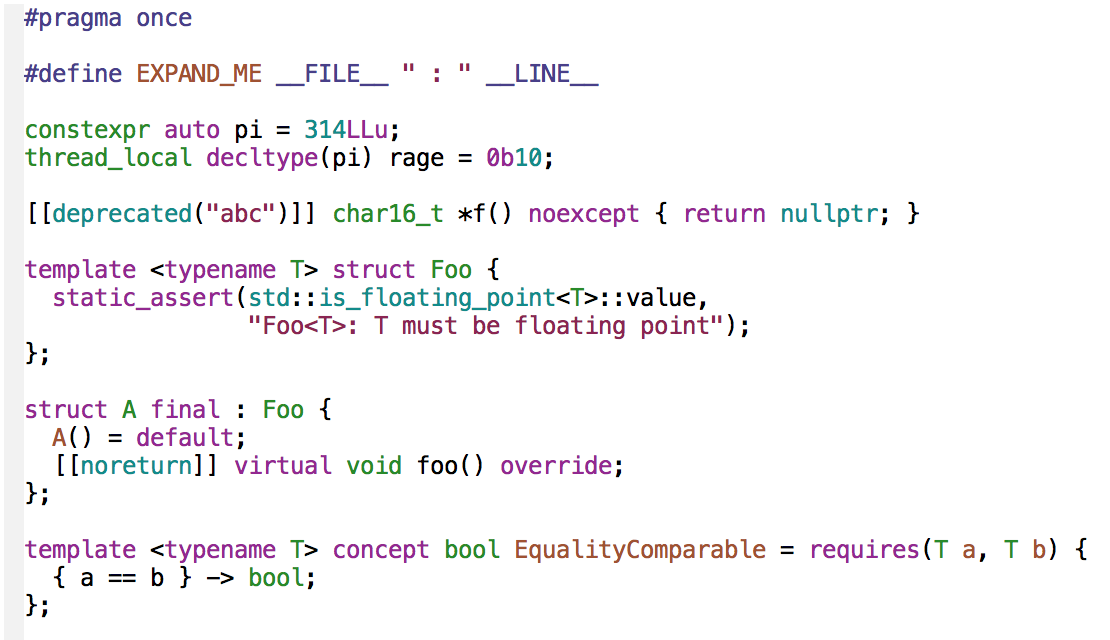 #pragma once
#define EXPAND_ME __FILE__ " : " __LINE__
constexpr auto pi = 314LLu;
thread_local decltype(pi) rage = 0b10;
[[deprecated("abc")]] char16_t *f() noexcept { return nullptr; }
template <typename T> struct Foo {
  static_assert(std::is_floating_point<T>::value,
                "Foo<T>: T must be floating point");
};
struct A final : Foo {
  A() = default;
  [[noreturn]] virtual void foo() override;
};
template <typename T> concept bool EqualityComparable = requires(T a, T b) {
  { a == b } -> bool;
};